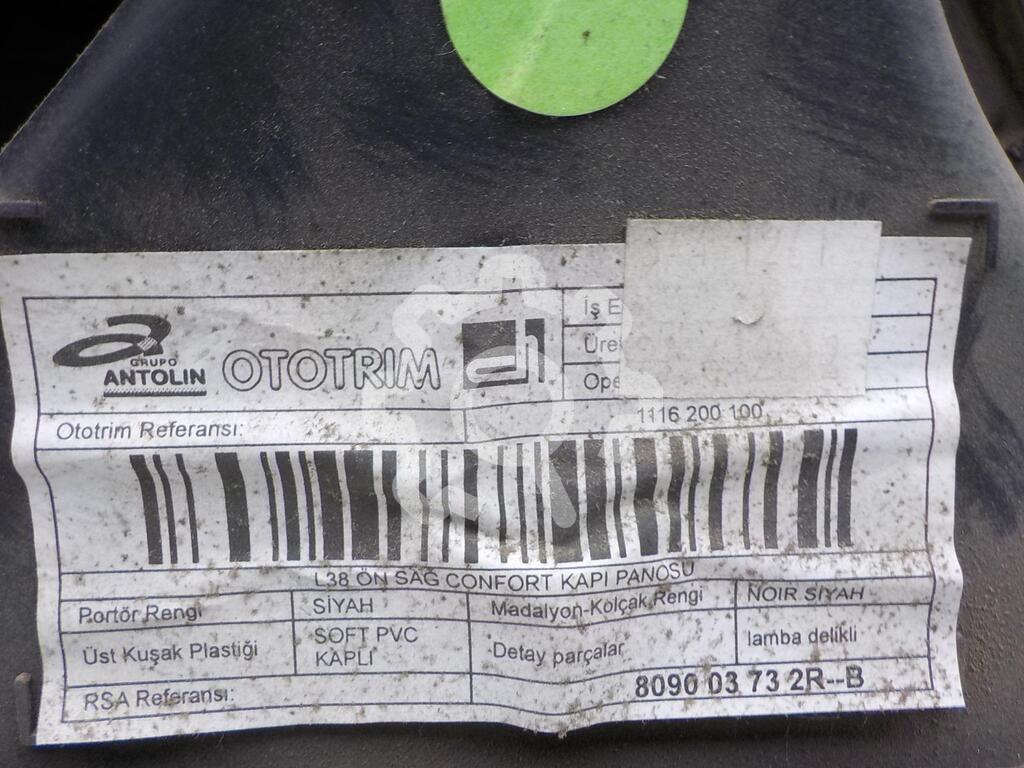 GRUPO
ANTOLIN
OTOTRIM
İş E
Üre
Ope
Ototrim Referansı:
1116 200 100
L38 ÖN SAĞ CONFORT KAPI PANOSU
Portör Rengi
SİYAH
Madalyon-Kolçak Rengi
NOIR SIYAH
Üst Kuşak Plastiği
SOFT PVC
KAPLI
Detay parçalar
lamba delikli
RSA Referansı:
8090 03 73 2R--B